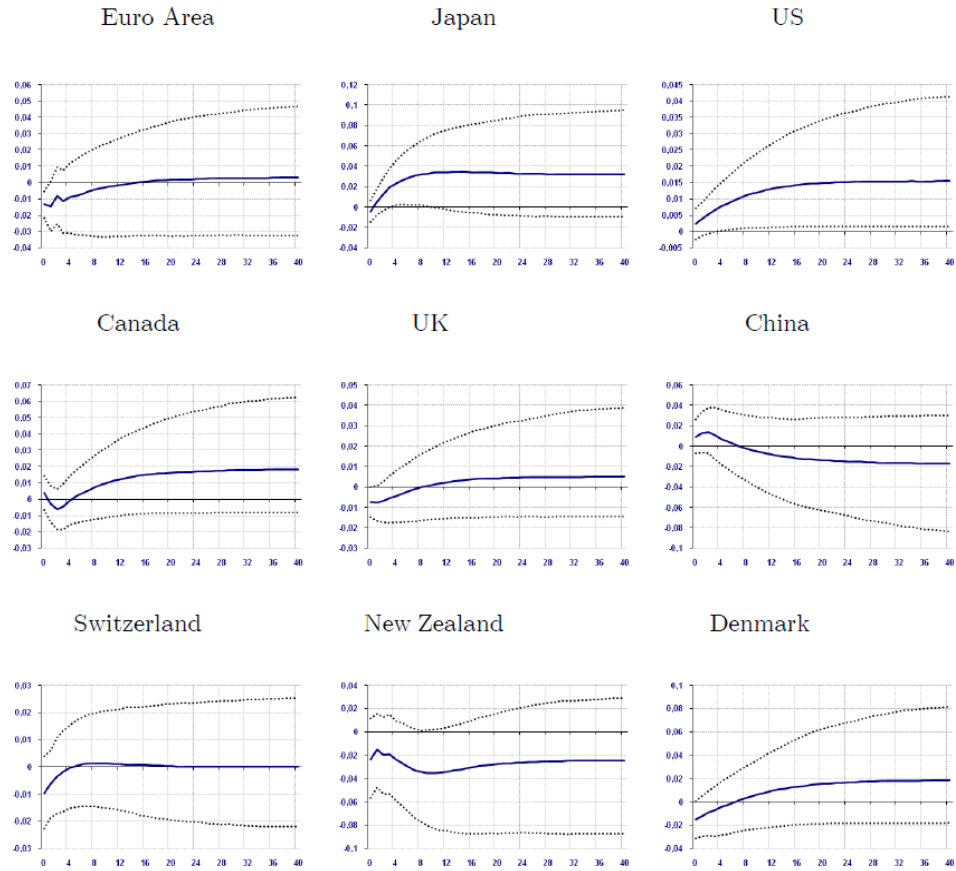 Euro Area Japan US
0,06 0,12 0,045
0,05 0,1 0,04
0,04 0,08 0,035
0,03 0,06 0,03
0,02 0,04 0,025
0,01 0,02 0,02
0 0 0,015
-0,01 -0,02 0,01
-0,02 -0,04 0,005
-0,03 0
-0,04 -0,005
0 4 8 12 16 20 24 28 32 36 40 0 4 8 12 16 20 24 28 32 36 40 0 4 8 12 16 20 24 28 32 36 40
Canada UK China
0,07 0,05 0,06
0,06 0,04 0,04
0,05 0,03 0,02
0,04 0,02 0
0,03 0,01 -0,02
0,02 0 -0,04
0,01 -0,01 -0,06
0 -0,02 -0,08
-0,01 -0,03 -0,1
-0,02
-0,03
0 4 8 12 16 20 24 28 32 36 40 0 4 8 12 16 20 24 28 32 36 40 0 4 8 12 16 20 24 28 32 36 40
Switzerland New Zealand Denmark
0,03 0,04 0,1
0,02 0,02 0,08
0,01 0 0,06
0 -0,02 0,04
-0,01 -0,04 0,02
-0,02 -0,06 0
-0,03 -0,08 -0,02
-0,1 -0,04
0 4 8 12 16 20 24 28 32 36 40 0 4 8 12 16 20 24 28 32 36 40 0 4 8 12 16 20 24 28 32 36 40